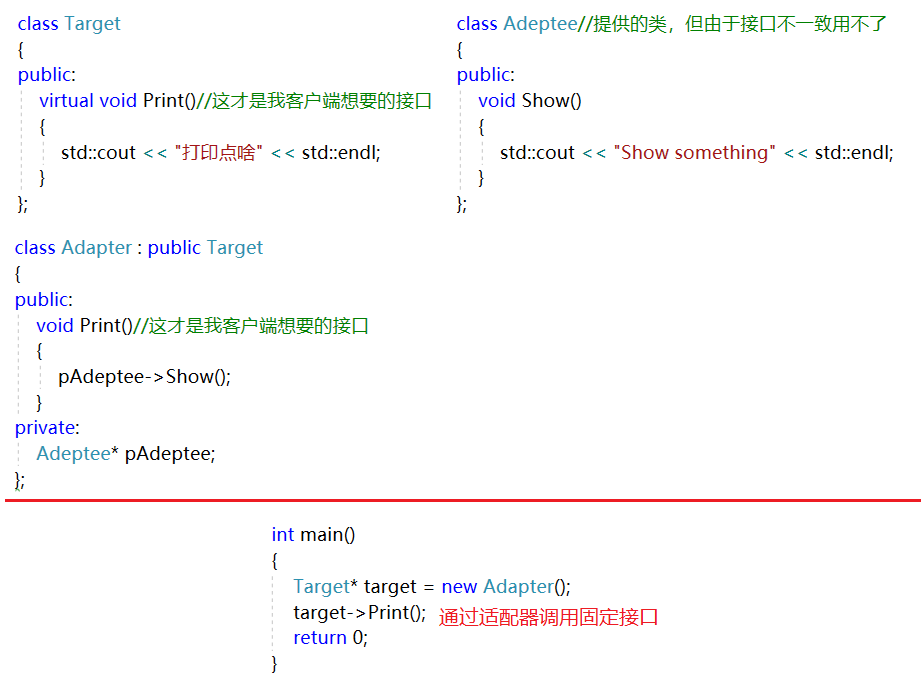 class Target
{
public:
virtual void Print()//这才是我客户端想要的接口
{
std::cout << "打印点啥" << std::endl;
}
};
class Adeptee//提供的类，但由于接口不一致用不了
{
public:
void Show()
{
std::cout << "Show something" << std::endl;
}
};
class Adapter : public Target
{
public:
void Print()//这才是我客户端想要的接口
{
pAdeptee->Show();
}
private:
Adeptee* pAdeptee;
};
int main()
{
Target* target = new Adapter();
target->Print(); 通过适配器调用固定接口
return 0;
}